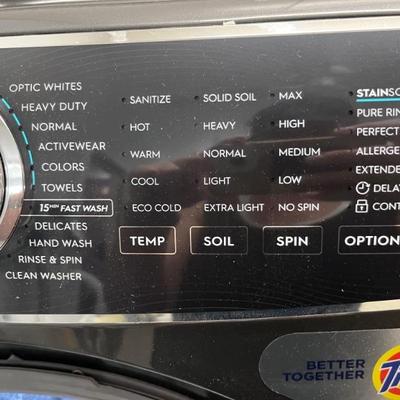 OPTIC WHITES
HEAVY DUTY
NORMAL
ACTIVEWEAR
COLORS
TOWELS
15MIN FAST WASH
DELICATES
HAND WASH
RINSE & SPIN
CLEAN WASHER
SANITIZE
HOT
WARM
COOL
ECO COLD
TEMP
SOLID SOIL
HEAVY
NORMAL
LIGHT
EXTRA LIGHT
SOIL
MAX
HIGH
MEDIUM
LOW
NO SPIN
SPIN
STAINSO
PURE RIN
PERFECT
ALLERGE
EXTENDE
DELA
CONT
OPTION
BETTER
TOGETHER